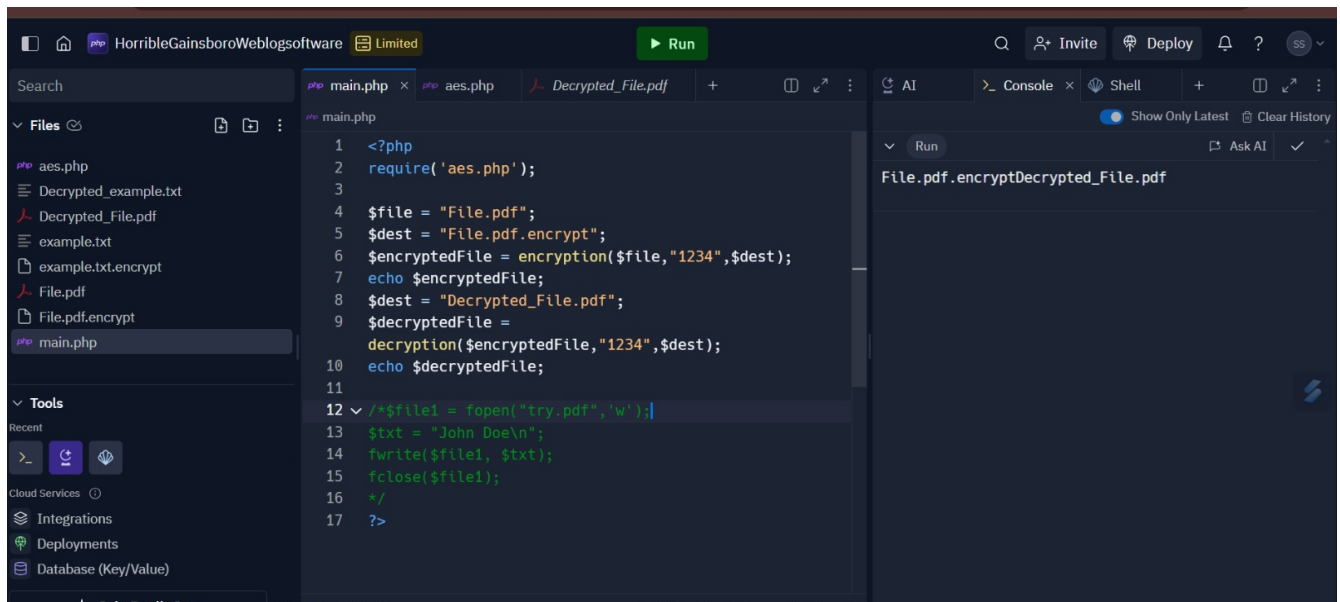 HorribleGainsboroWeblogsoftware Limited Run Invite Deploy ? SS
Search
Files
aes.php
Decrypted_example.txt
Decrypted_File.pdf
example.txt
example.txt.encrypt
File.pdf
File.pdf.encrypt
main.php
Tools
Recent
Cloud Services
Integrations
Deployments
Database (Key/Value)
main.php × aes.php Decrypted_File.pdf +
main.php
1 <?php
2 require('aes.php');
3
4 $file = "File.pdf";
5 $dest = "File.pdf.encrypt";
6 $encryptedFile = encryption($file,"1234",$dest);
7 echo $encryptedFile;
8 $dest = "Decrypted_File.pdf";
9 $decryptedFile =
decryption($encryptedFile,"1234",$dest);
10 echo $decryptedFile;
11
12 /*$file1 = fopen("try.pdf",'w');
13 $txt = "John Doe\n";
14 fwrite($file1, $txt);
15 fclose($file1);
16 */
17 ?>
AI >_ Console × Shell +
Show Only Latest Clear History
Run Ask AI
File.pdf.encryptDecrypted_File.pdf